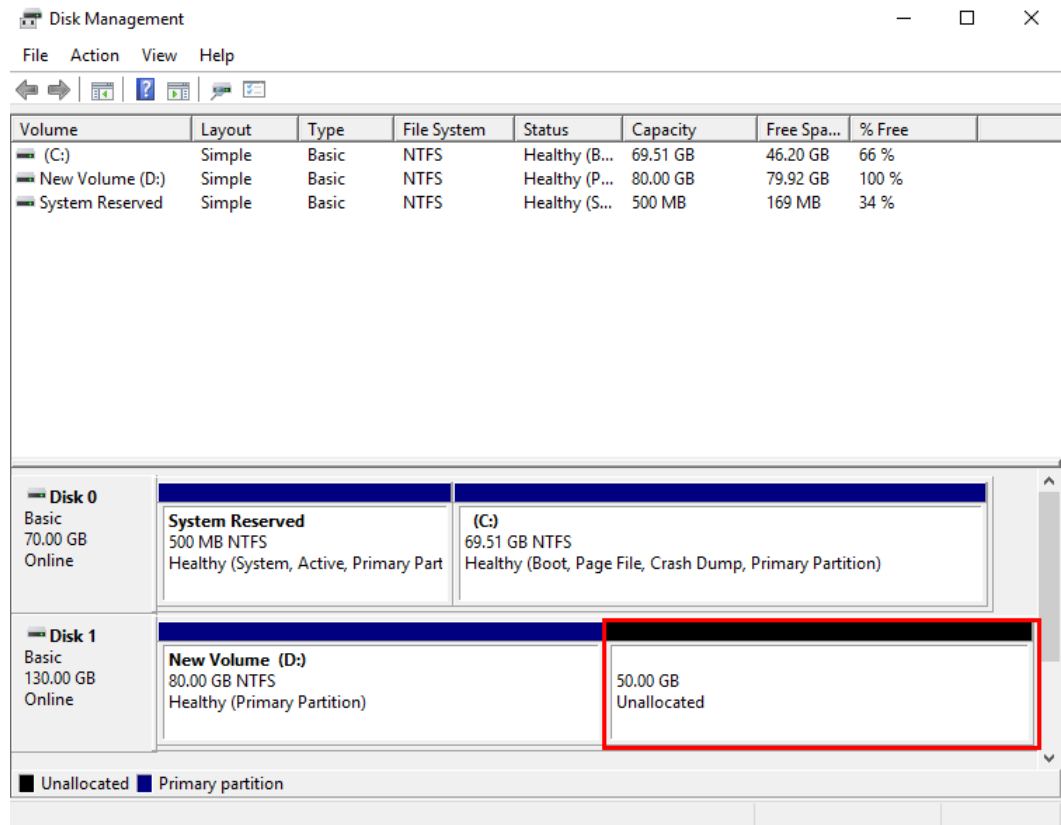 Disk Management
File Action View Help
Volume Layout Type File System Status Capacity Free Spa... % Free
(C:) Simple Basic NTFS Healthy (B... 69.51 GB 46.20 GB 66 %
New Volume (D:) Simple Basic NTFS Healthy (P... 80.00 GB 79.92 GB 100 %
System Reserved Simple Basic NTFS Healthy (S... 500 MB 169 MB 34 %
Disk 0
Basic
70.00 GB
Online
System Reserved
500 MB NTFS
Healthy (System, Active, Primary Part
(C:)
69.51 GB NTFS
Healthy (Boot, Page File, Crash Dump, Primary Partition)
Disk 1
Basic
130.00 GB
Online
New Volume (D:)
80.00 GB NTFS
Healthy (Primary Partition)
50.00 GB
Unallocated
Unallocated Primary partition